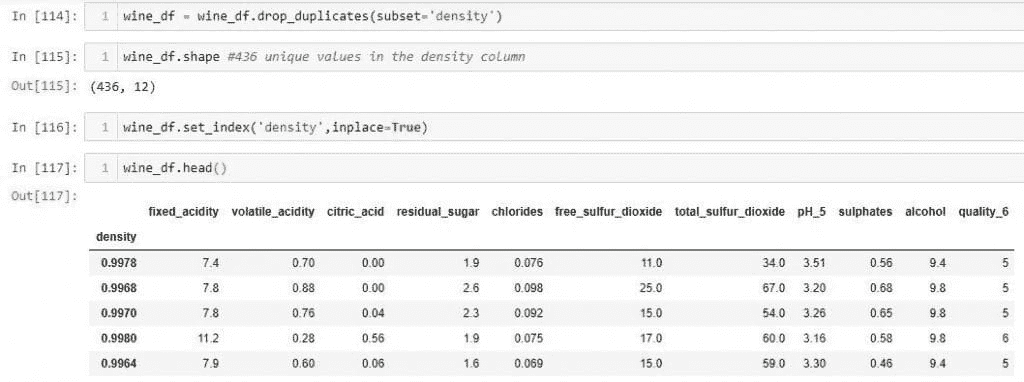 In [114]: 1 wine_df = wine_df.drop_duplicates(subset='density')
In [115]: 1 wine_df.shape #436 unique values in the density column
Out[115]: (436, 12)
In [116]: 1 wine_df.set_index('density',inplace=True)
In [117]: 1 wine_df.head()
Out[117]:
fixed_acidity volatile_acidity citric_acid residual_sugar chlorides free_sulfur_dioxide total_sulfur_dioxide pH_5 sulphates alcohol quality_6
density
0.9978 7.4 0.70 0.00 1.9 0.076 11.0 34.0 3.51 0.56 9.4 5
0.9968 7.8 0.88 0.00 2.6 0.098 25.0 67.0 3.20 0.68 9.8 5
0.9970 7.8 0.76 0.04 2.3 0.092 15.0 54.0 3.26 0.65 9.8 5
0.9980 11.2 0.28 0.56 1.9 0.075 17.0 60.0 3.16 0.58 9.8 6
0.9964 7.9 0.60 0.06 1.6 0.069 15.0 59.0 3.30 0.46 9.4 5